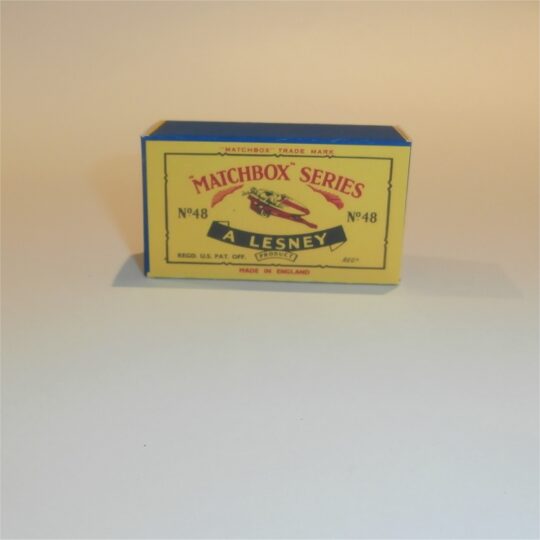 "MATCHBOX" TRADE MARK
"MATCHBOX" SERIES
Nº48 Nº48
A LESNEY
PRODUCT
REGD. U.S. PAT. OFF.
MADE IN ENGLAND